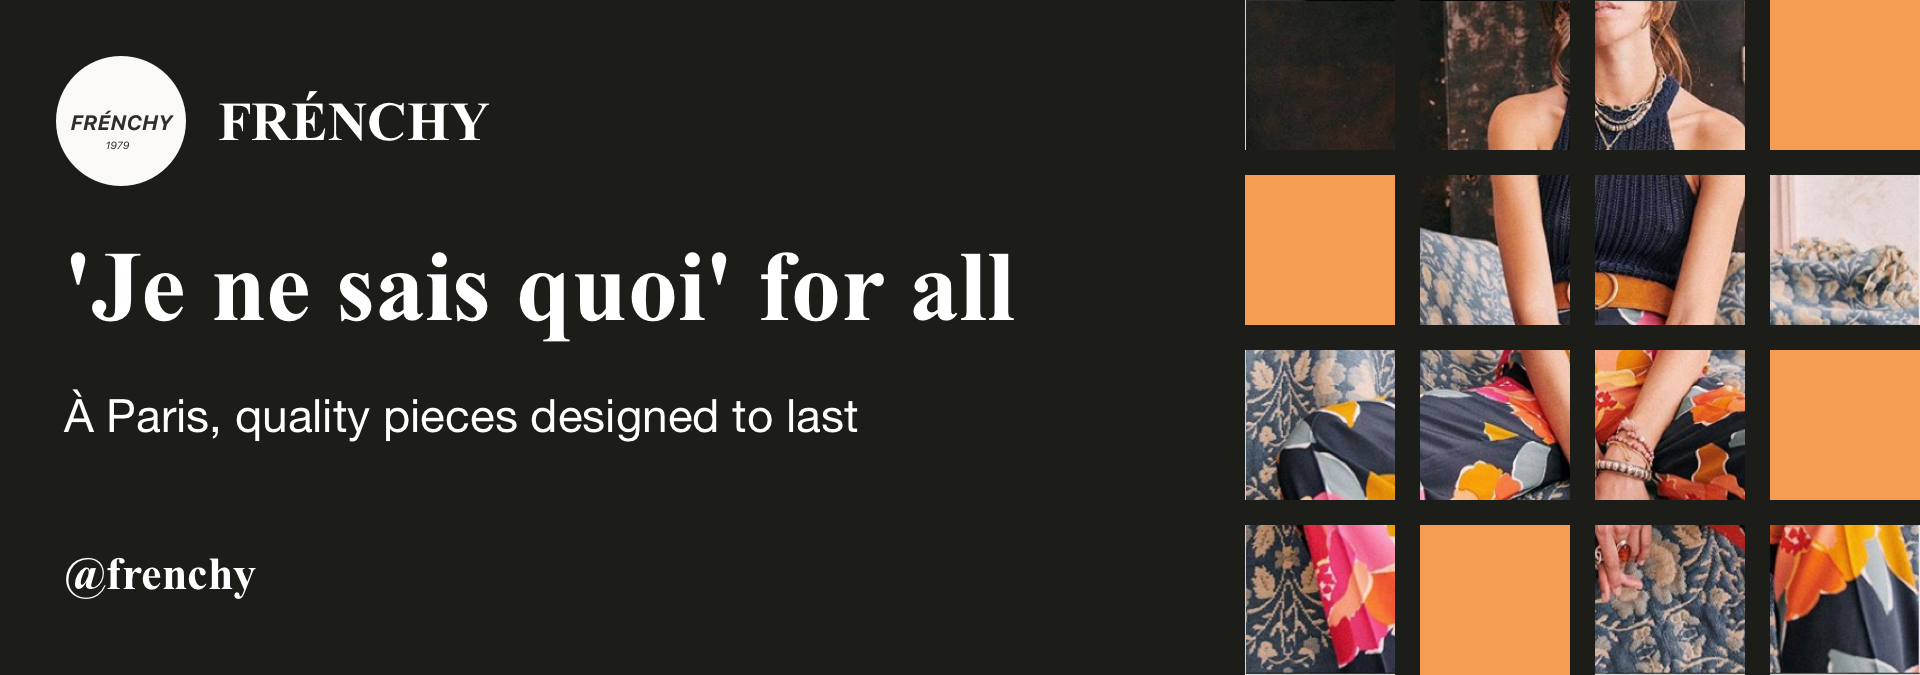 FRÉNCHY
1979
FRÉNCHY
'Je ne sais quoi' for all
À Paris, quality pieces designed to last
@frenchy